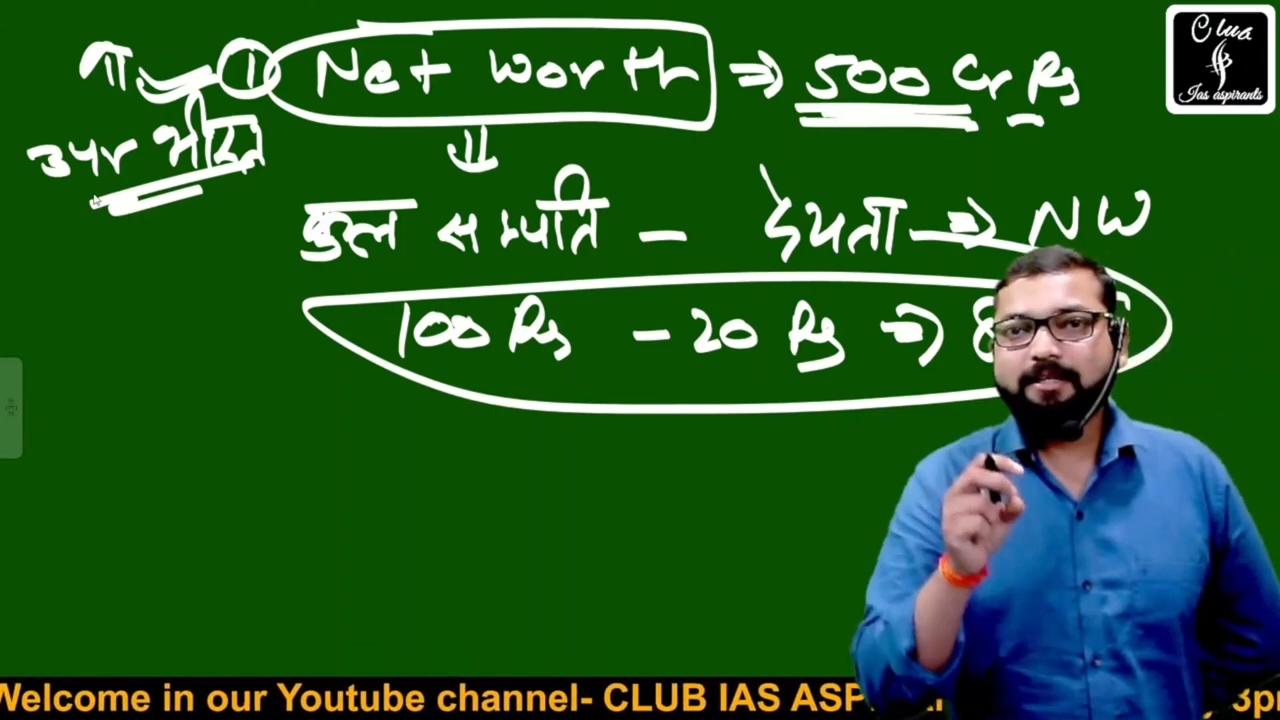 या ① Net worth ⇒ 500 Cr Rs
3yr
कुल सम्पति - देयता ⇒ NW
100 Rs - 20 Rs ⇒ 8
Club
Ias aspirants
Welcome in our Youtube channel- CLUB IAS ASP